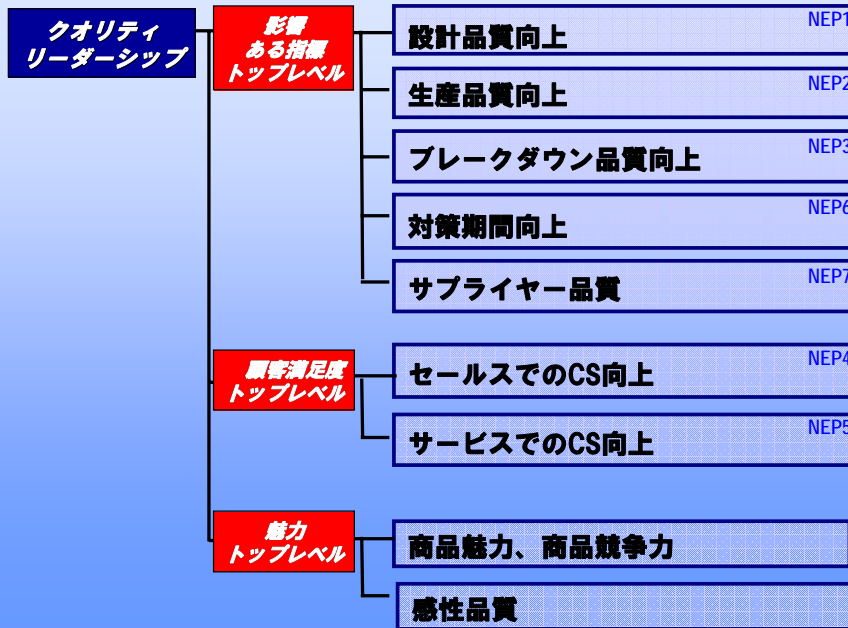 クオリティ
リーダーシップ
影響
ある指標
トップレベル
設計品質向上
NEP1
生産品質向上
NEP2
ブレークダウン品質向上
NEP3
対策期間向上
NEP6
サプライヤー品質
NEP7
顧客満足度
トップレベル
セールスでのCS向上
NEP4
サービスでのCS向上
NEP5
魅力
トップレベル
商品魅力、商品競争力
感性品質